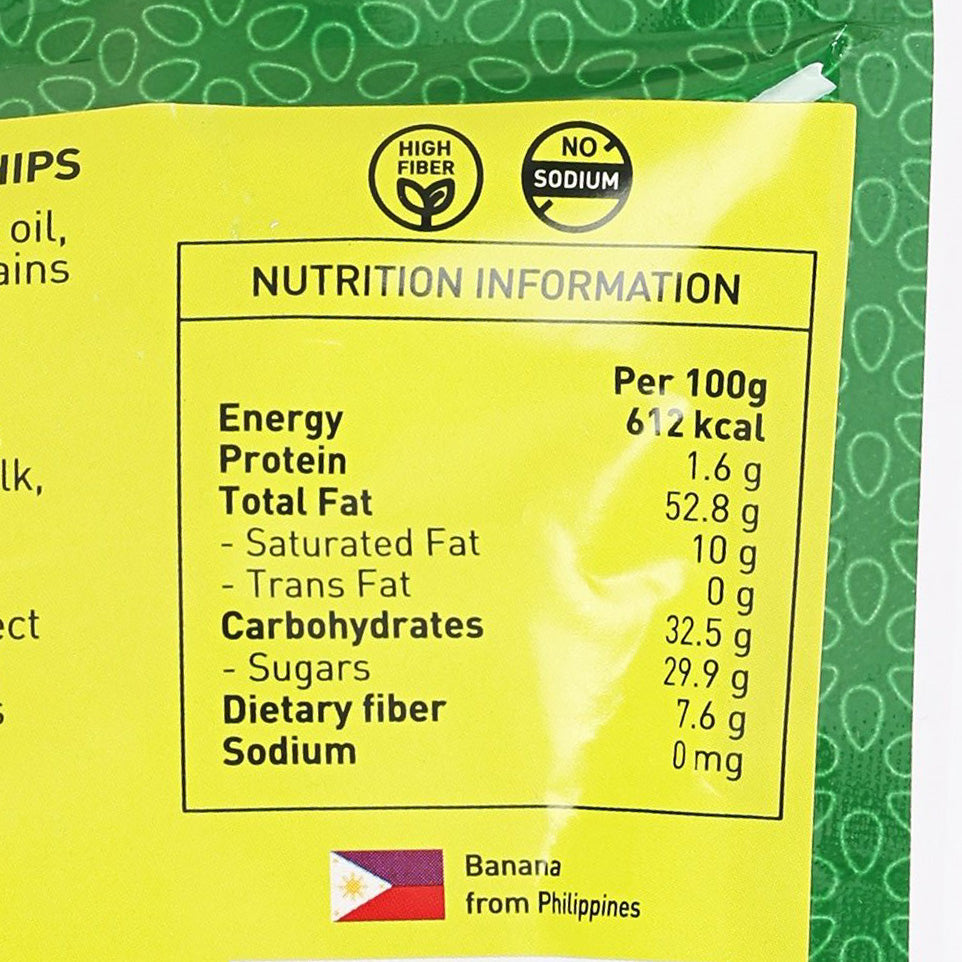 HIPS
oil,
ains
lk,
ect
s
HIGH
FIBER
NO
SODIUM
NUTRITION INFORMATION
Per 100g
Energy 612 kcal
Protein 1.6 g
Total Fat 52.8 g
- Saturated Fat 10 g
- Trans Fat 0 g
Carbohydrates 32.5 g
- Sugars 29.9 g
Dietary fiber 7.6 g
Sodium 0 mg
Banana
from Philippines